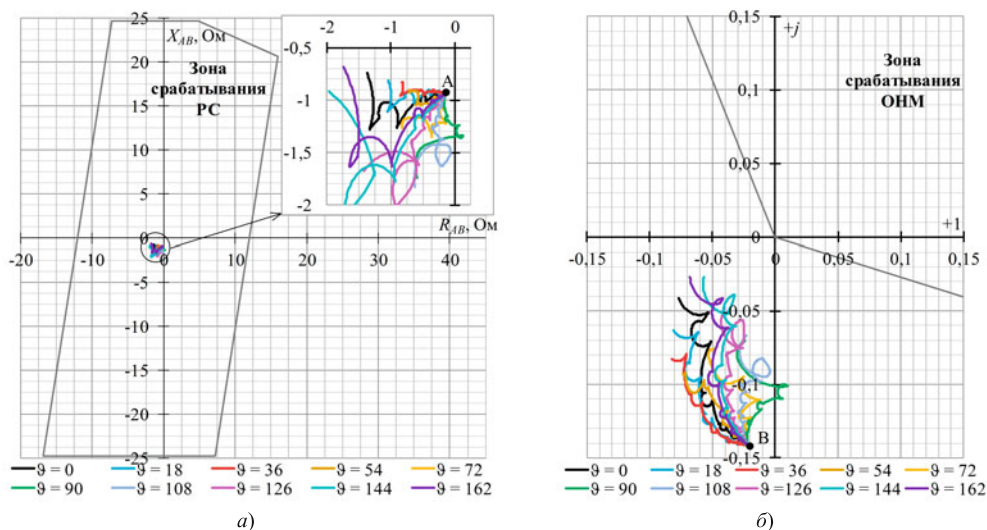 25
20
15
10
5
0
-5
-10
-15
-20
-25
-20
-10
0
10
20
30
40
X_AB, Ом
R_AB, Ом
Зона
срабатывания
РС
-2
-1
0
-0,5
-1
-1,5
-2
А
ϑ = 0
ϑ = 18
ϑ = 36
ϑ = 54
ϑ = 72
ϑ = 90
ϑ = 108
ϑ = 126
ϑ = 144
ϑ = 162
а)
0,15
0,1
0,05
0
-0,05
-0,1
-0,15
-0,15
-0,1
-0,05
0
0,05
0,1
0,15
+j
+1
Зона
срабатывания
ОНМ
В
ϑ = 0
ϑ = 18
ϑ = 36
ϑ = 54
ϑ = 72
ϑ = 90
ϑ = 108
ϑ = 126
ϑ = 144
ϑ = 162
б)